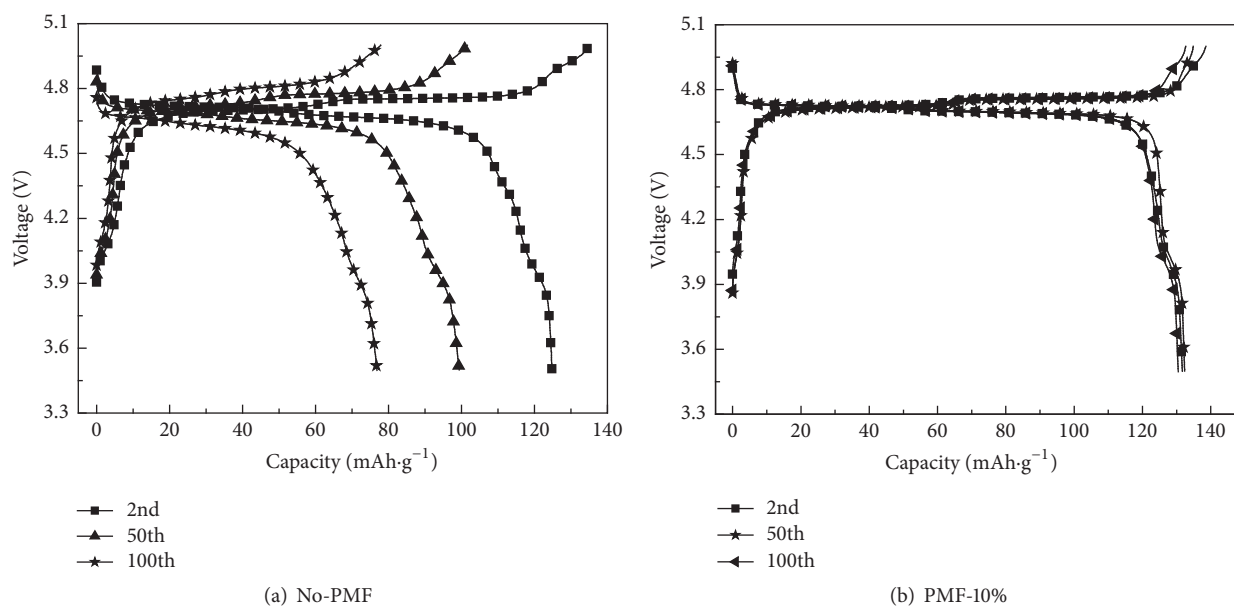 5.1
4.8
4.5
4.2
3.9
3.6
3.3
Voltage (V)
0 20 40 60 80 100 120 140
Capacity (mAh·g⁻¹)
2nd
50th
100th
(a) No-PMF
5.1
4.8
4.5
4.2
3.9
3.6
3.3
Voltage (V)
0 20 40 60 80 100 120 140
Capacity (mAh·g⁻¹)
2nd
50th
100th
(b) PMF-10%